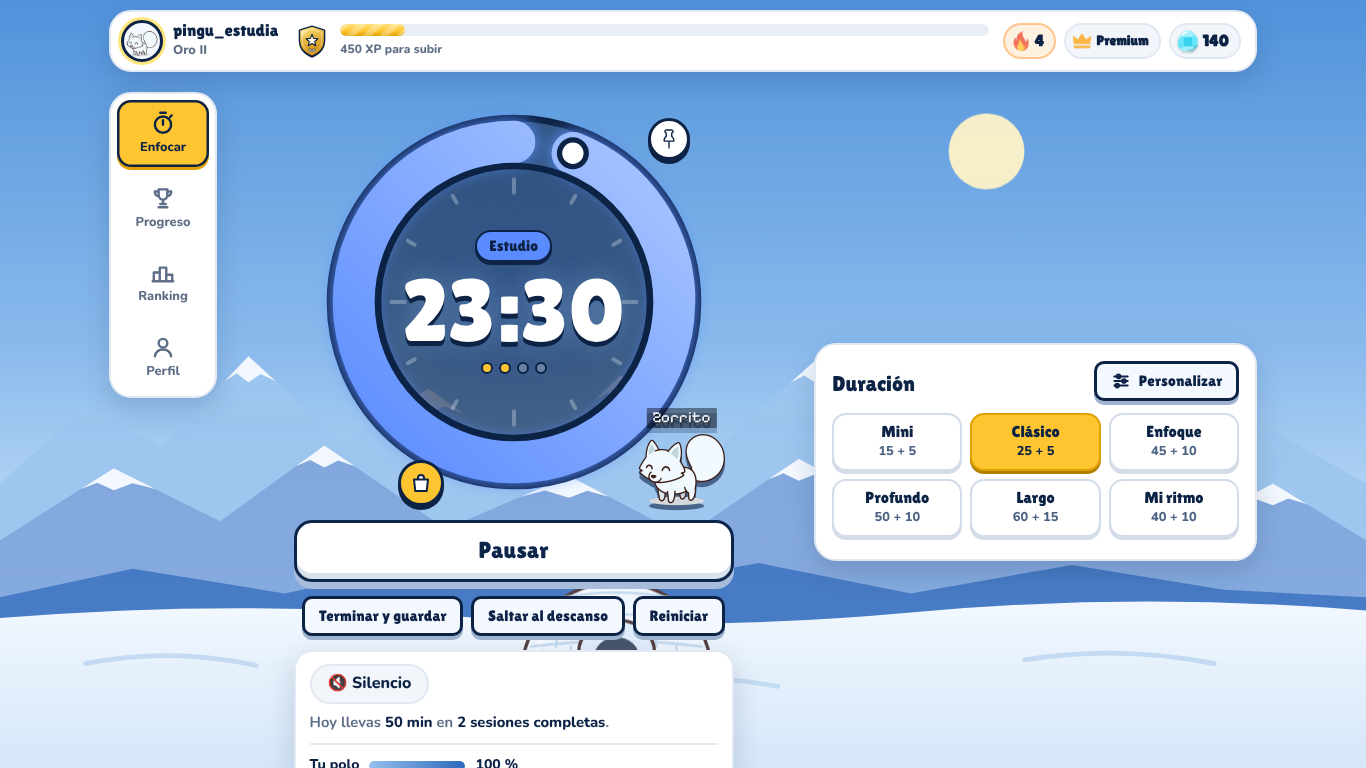 pingu_estudia
Oro II
450 XP para subir
4
Premium
140
Enfocar
Progreso
Ranking
Perfil
Estudio
23:30
Zorrito
Duración
Personalizar
Mini
15 + 5
Clásico
25 + 5
Enfoque
45 + 10
Profundo
50 + 10
Largo
60 + 15
Mi ritmo
40 + 10
Pausar
Terminar y guardar
Saltar al descanso
Reiniciar
Silencio
Hoy llevas 50 min en 2 sesiones completas.
Tu polo 100 %